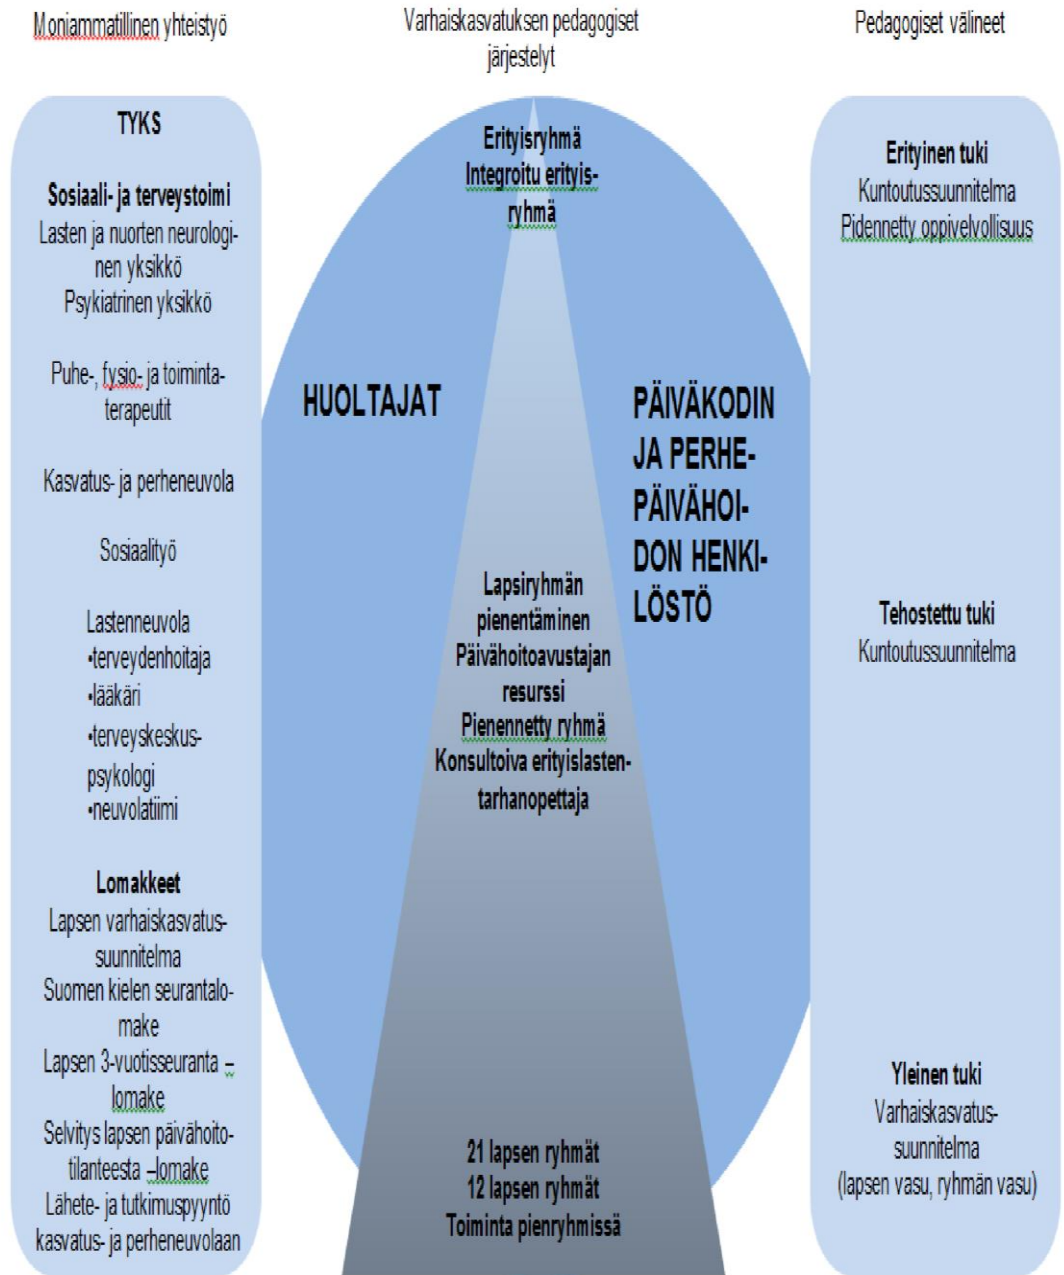 Moniammatillinen yhteistyö
Varhaiskasvatuksen pedagogiset
järjestelyt
Pedagogiset välineet
TYKS
Sosiaali- ja terveystoimi
Lasten ja nuorten neurologi-
nen yksikkö
Psykiatrinen yksikkö
Puhe-, fysio- ja toiminta-
terapeutit
Kasvatus- ja perheneuvola
Sosiaalityö
Lastenneuvola
•terveydenhoitaja
•lääkäri
•terveyskeskus-
psykologi
•neuvolatiimi
Lomakkeet
Lapsen varhaiskasvatus-
suunnitelma
Suomen kielen seurantalo-
make
Lapsen 3-vuotisseuranta –
lomake
Selvitys lapsen päivähoito-
tilanteesta –lomake
Lähete- ja tutkimuspyyntö
kasvatus- ja perheneuvolaan
HUOLTAJAT
Erityisryhmä
Integroitu erityis-
ryhmä
Lapsiryhmän
pienentäminen
Päivähoitoavustajan
resurssi
Pienennetty ryhmä
Konsultoiva erityislasten-
tarhanopettaja
21 lapsen ryhmät
12 lapsen ryhmät
Toiminta pienryhmissä
PÄIVÄKODIN
JA PERHE-
PÄIVÄHOI-
DON HENKI-
LÖSTÖ
Erityinen tuki
Kuntoutussuunnitelma
Pidennetty oppivelvollisuus
Tehostettu tuki
Kuntoutussuunnitelma
Yleinen tuki
Varhaiskasvatus-
suunnitelma
(lapsen vasu, ryhmän vasu)